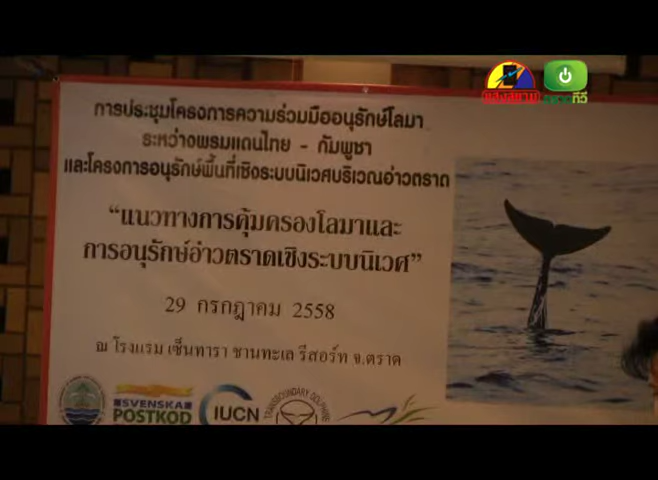 การประชุมโครงการความร่วมมืออนุรักษ์โลมา
ระหว่างพรมแดนไทย - กัมพูชา
และโครงการอนุรักษ์พื้นที่เชิงระบบนิเวศบริเวณอ่าวตราด
“แนวทางการคุ้มครองโลมาและ
การอนุรักษ์อ่าวตราดเชิงระบบนิเวศ”
29 กรกฎาคม 2558
ณ โรงแรม เซ็นทารา ชานทะเล รีสอร์ท จ.ตราด
SVENSKA
POSTKOD
IUCN
TRANSBOUNDARY DOLPHIN